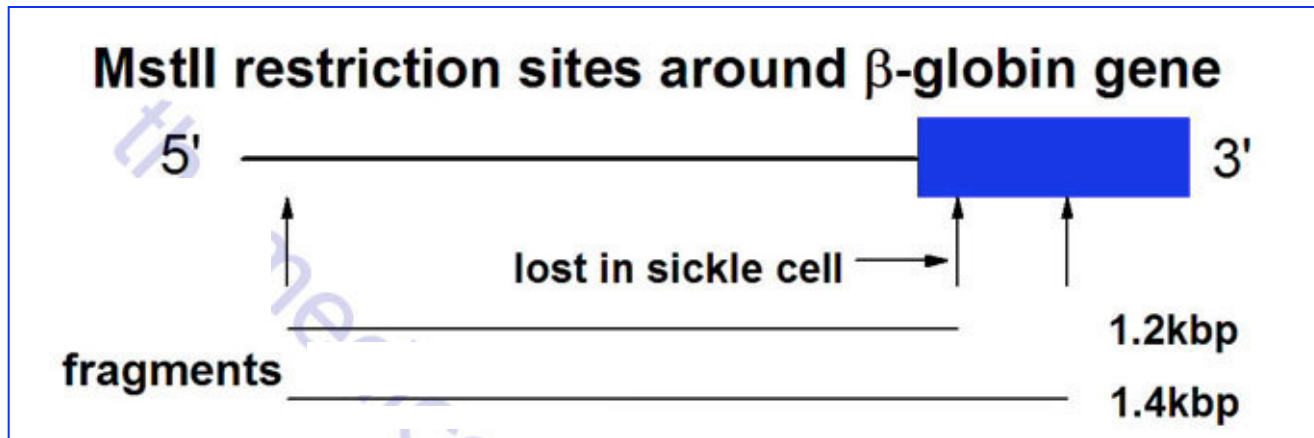 MstII restriction sites around β-globin gene
5' 3'
lost in sickle cell
1.2kbp
fragments
1.4kbp